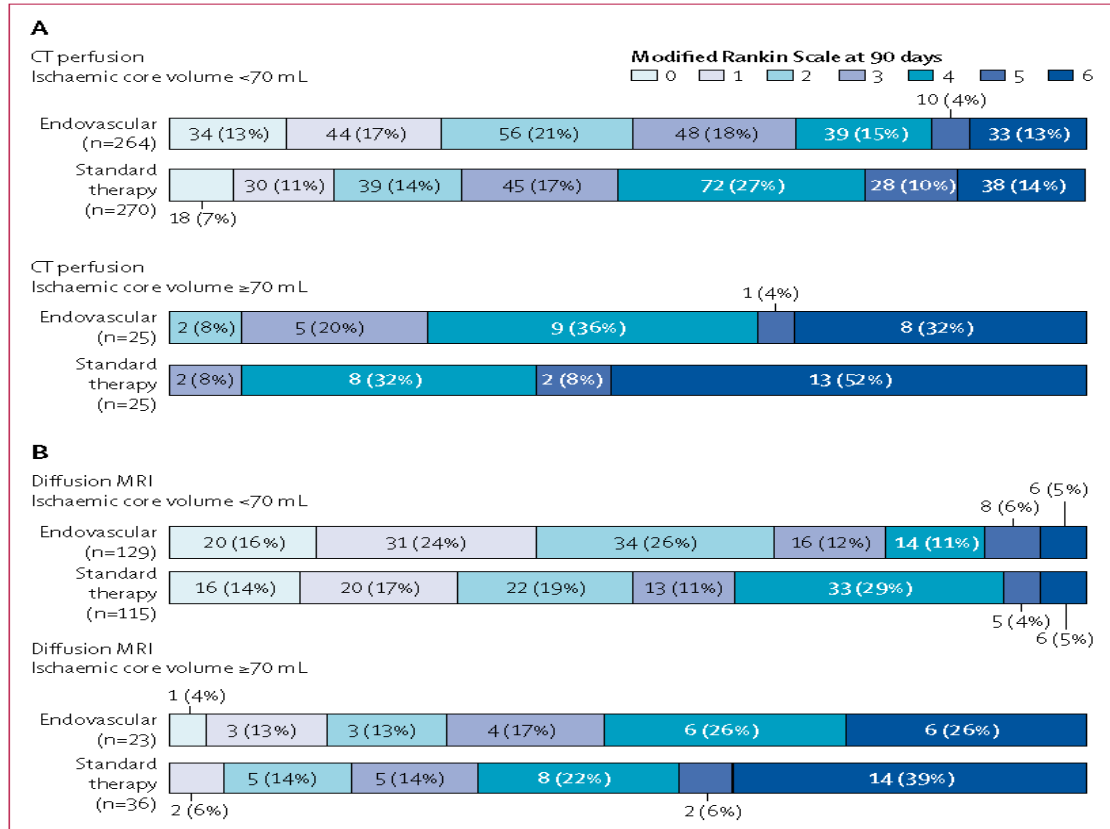 A
CT perfusion
Ischaemic core volume <70 mL
Modified Rankin Scale at 90 days
0 1 2 3 4 5 6
10 (4%)
Endovascular
(n=264)
34 (13%) 44 (17%) 56 (21%) 48 (18%) 39 (15%) 33 (13%)
Standard
therapy
(n=270)
30 (11%) 39 (14%) 45 (17%) 72 (27%) 28 (10%) 38 (14%)
18 (7%)
CT perfusion
Ischaemic core volume ≥70 mL
1 (4%)
Endovascular
(n=25)
2 (8%) 5 (20%) 9 (36%) 8 (32%)
Standard
therapy
(n=25)
2 (8%) 8 (32%) 2 (8%) 13 (52%)
B
Diffusion MRI
Ischaemic core volume <70 mL
6 (5%)
8 (6%)
Endovascular
(n=129)
20 (16%) 31 (24%) 34 (26%) 16 (12%) 14 (11%)
Standard
therapy
(n=115)
16 (14%) 20 (17%) 22 (19%) 13 (11%) 33 (29%)
5 (4%)
6 (5%)
Diffusion MRI
Ischaemic core volume ≥70 mL
1 (4%)
Endovascular
(n=23)
3 (13%) 3 (13%) 4 (17%) 6 (26%) 6 (26%)
Standard
therapy
(n=36)
5 (14%) 5 (14%) 8 (22%) 14 (39%)
2 (6%) 2 (6%)